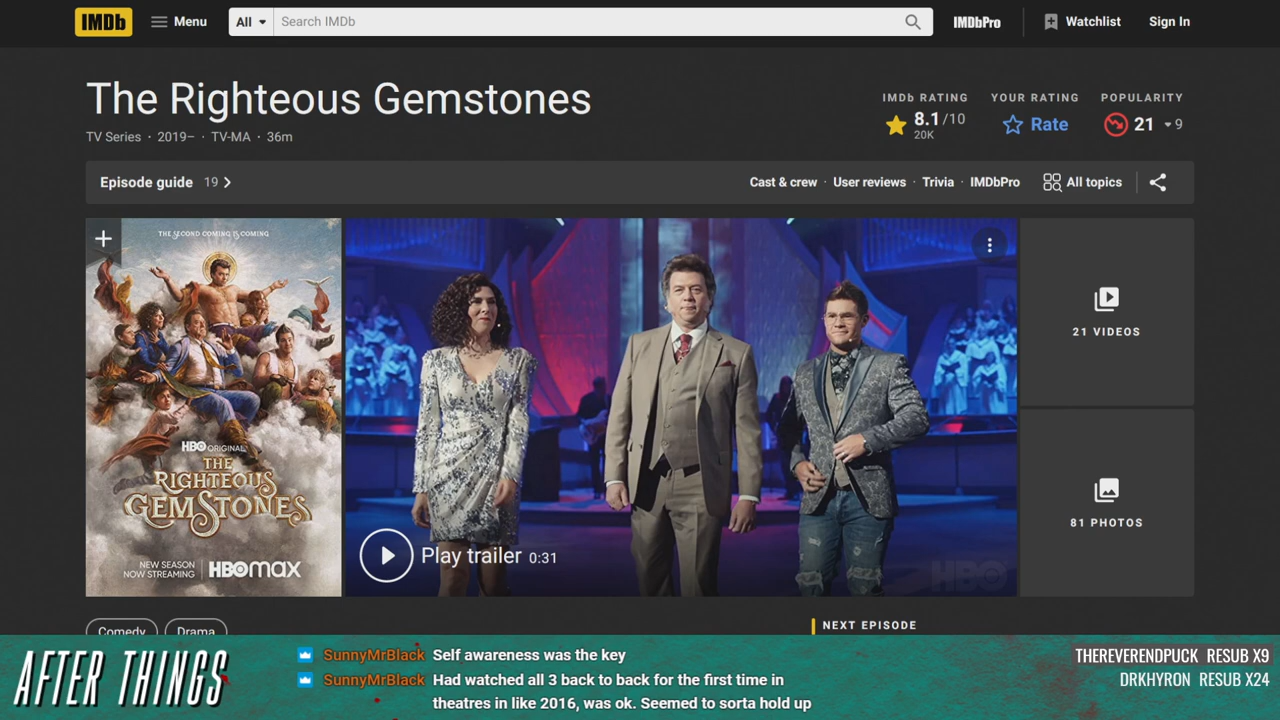 IMDb
Menu
All
Search IMDb
IMDbPro
Watchlist
Sign In
The Righteous Gemstones
TV Series · 2019– · TV-MA · 36m
IMDb RATING
8.1/10
20K
YOUR RATING
Rate
POPULARITY
21
9
Episode guide 19
Cast & crew · User reviews · Trivia · IMDbPro
All topics
THE SECOND COMING IS COMING
HBO ORIGINAL
THE
RIGHTEOUS
GEMSTONES
NEW SEASON
NOW STREAMING
HBOMAX
Play trailer 0:31
HBO
21 VIDEOS
81 PHOTOS
Comedy
Drama
NEXT EPISODE
AFTER THINGS
SunnyMrBlack Self awareness was the key
SunnyMrBlack Had watched all 3 back to back for the first time in
theatres in like 2016, was ok. Seemed to sorta hold up
THEREVERENDPUCK RESUB X9
DRKHYRON RESUB X24